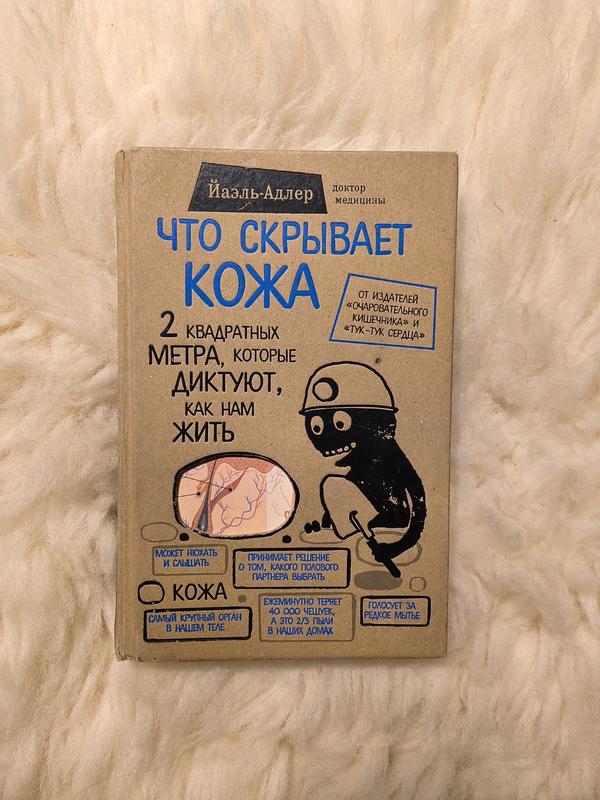 Йаэль-Адлер
доктор
медицины
ЧТО СКРЫВАЕТ
КОЖА
ОТ ИЗДАТЕЛЕЙ
«ОЧАРОВАТЕЛЬНОГО
КИШЕЧНИКА» И
«ТУК-ТУК СЕРДЦА»
2 КВАДРАТНЫХ
МЕТРА, КОТОРЫЕ
ДИКТУЮТ,
КАК НАМ
ЖИТЬ
МОЖЕТ НЮХАТЬ
И СЛЫШАТЬ
ПРИНИМАЕТ РЕШЕНИЕ
О ТОМ, КАКОГО ПОЛОВОГО
ПАРТНЕРА ВЫБРАТЬ
КОЖА
САМЫЙ КРУПНЫЙ ОРГАН
В НАШЕМ ТЕЛЕ
ЕЖЕМИНУТНО ТЕРЯЕТ
40 000 ЧЕШУЕК,
А ЭТО 2/3 ПЫЛИ
В НАШИХ ДОМАХ
ГОЛОСУЕТ ЗА
РЕДКОЕ МЫТЬЕ